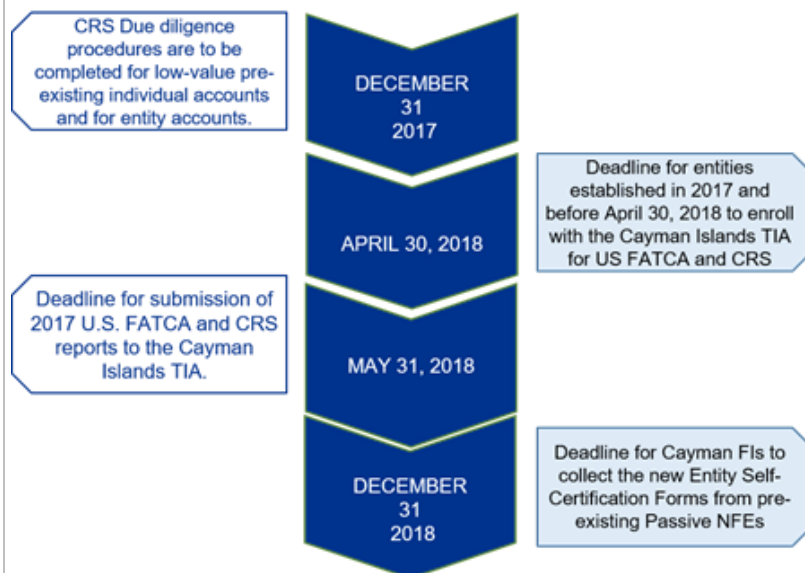 CRS Due diligence
procedures are to be
completed for low-value pre-
existing individual accounts
and for entity accounts.
DECEMBER
31
2017
Deadline for entities
established in 2017 and
before April 30, 2018 to enroll
with the Cayman Islands TIA
for US FATCA and CRS
APRIL 30, 2018
Deadline for submission of
2017 U.S. FATCA and CRS
reports to the Cayman
Islands TIA.
MAY 31, 2018
Deadline for Cayman FIs to
collect the new Entity Self-
Certification Forms from pre-
existing Passive NFEs
DECEMBER
31
2018